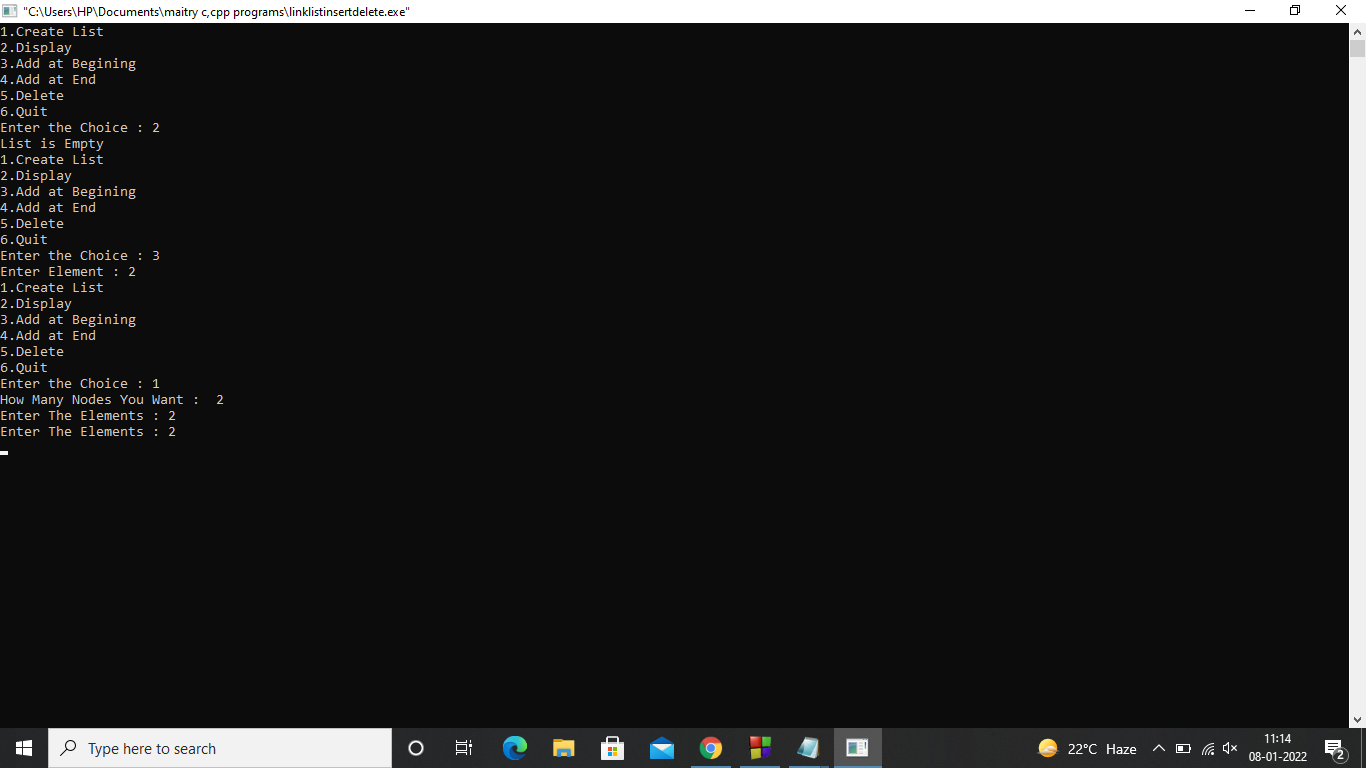 "C:\Users\HP\Documents\maitry c,cpp programs\linklistinsertdelete.exe"
1.Create List
2.Display
3.Add at Begining
4.Add at End
5.Delete
6.Quit
Enter the Choice : 2
List is Empty
1.Create List
2.Display
3.Add at Begining
4.Add at End
5.Delete
6.Quit
Enter the Choice : 3
Enter Element : 2
1.Create List
2.Display
3.Add at Begining
4.Add at End
5.Delete
6.Quit
Enter the Choice : 1
How Many Nodes You Want :  2
Enter The Elements : 2
Enter The Elements : 2
Type here to search
22°C Haze
11:14
08-01-2022
2